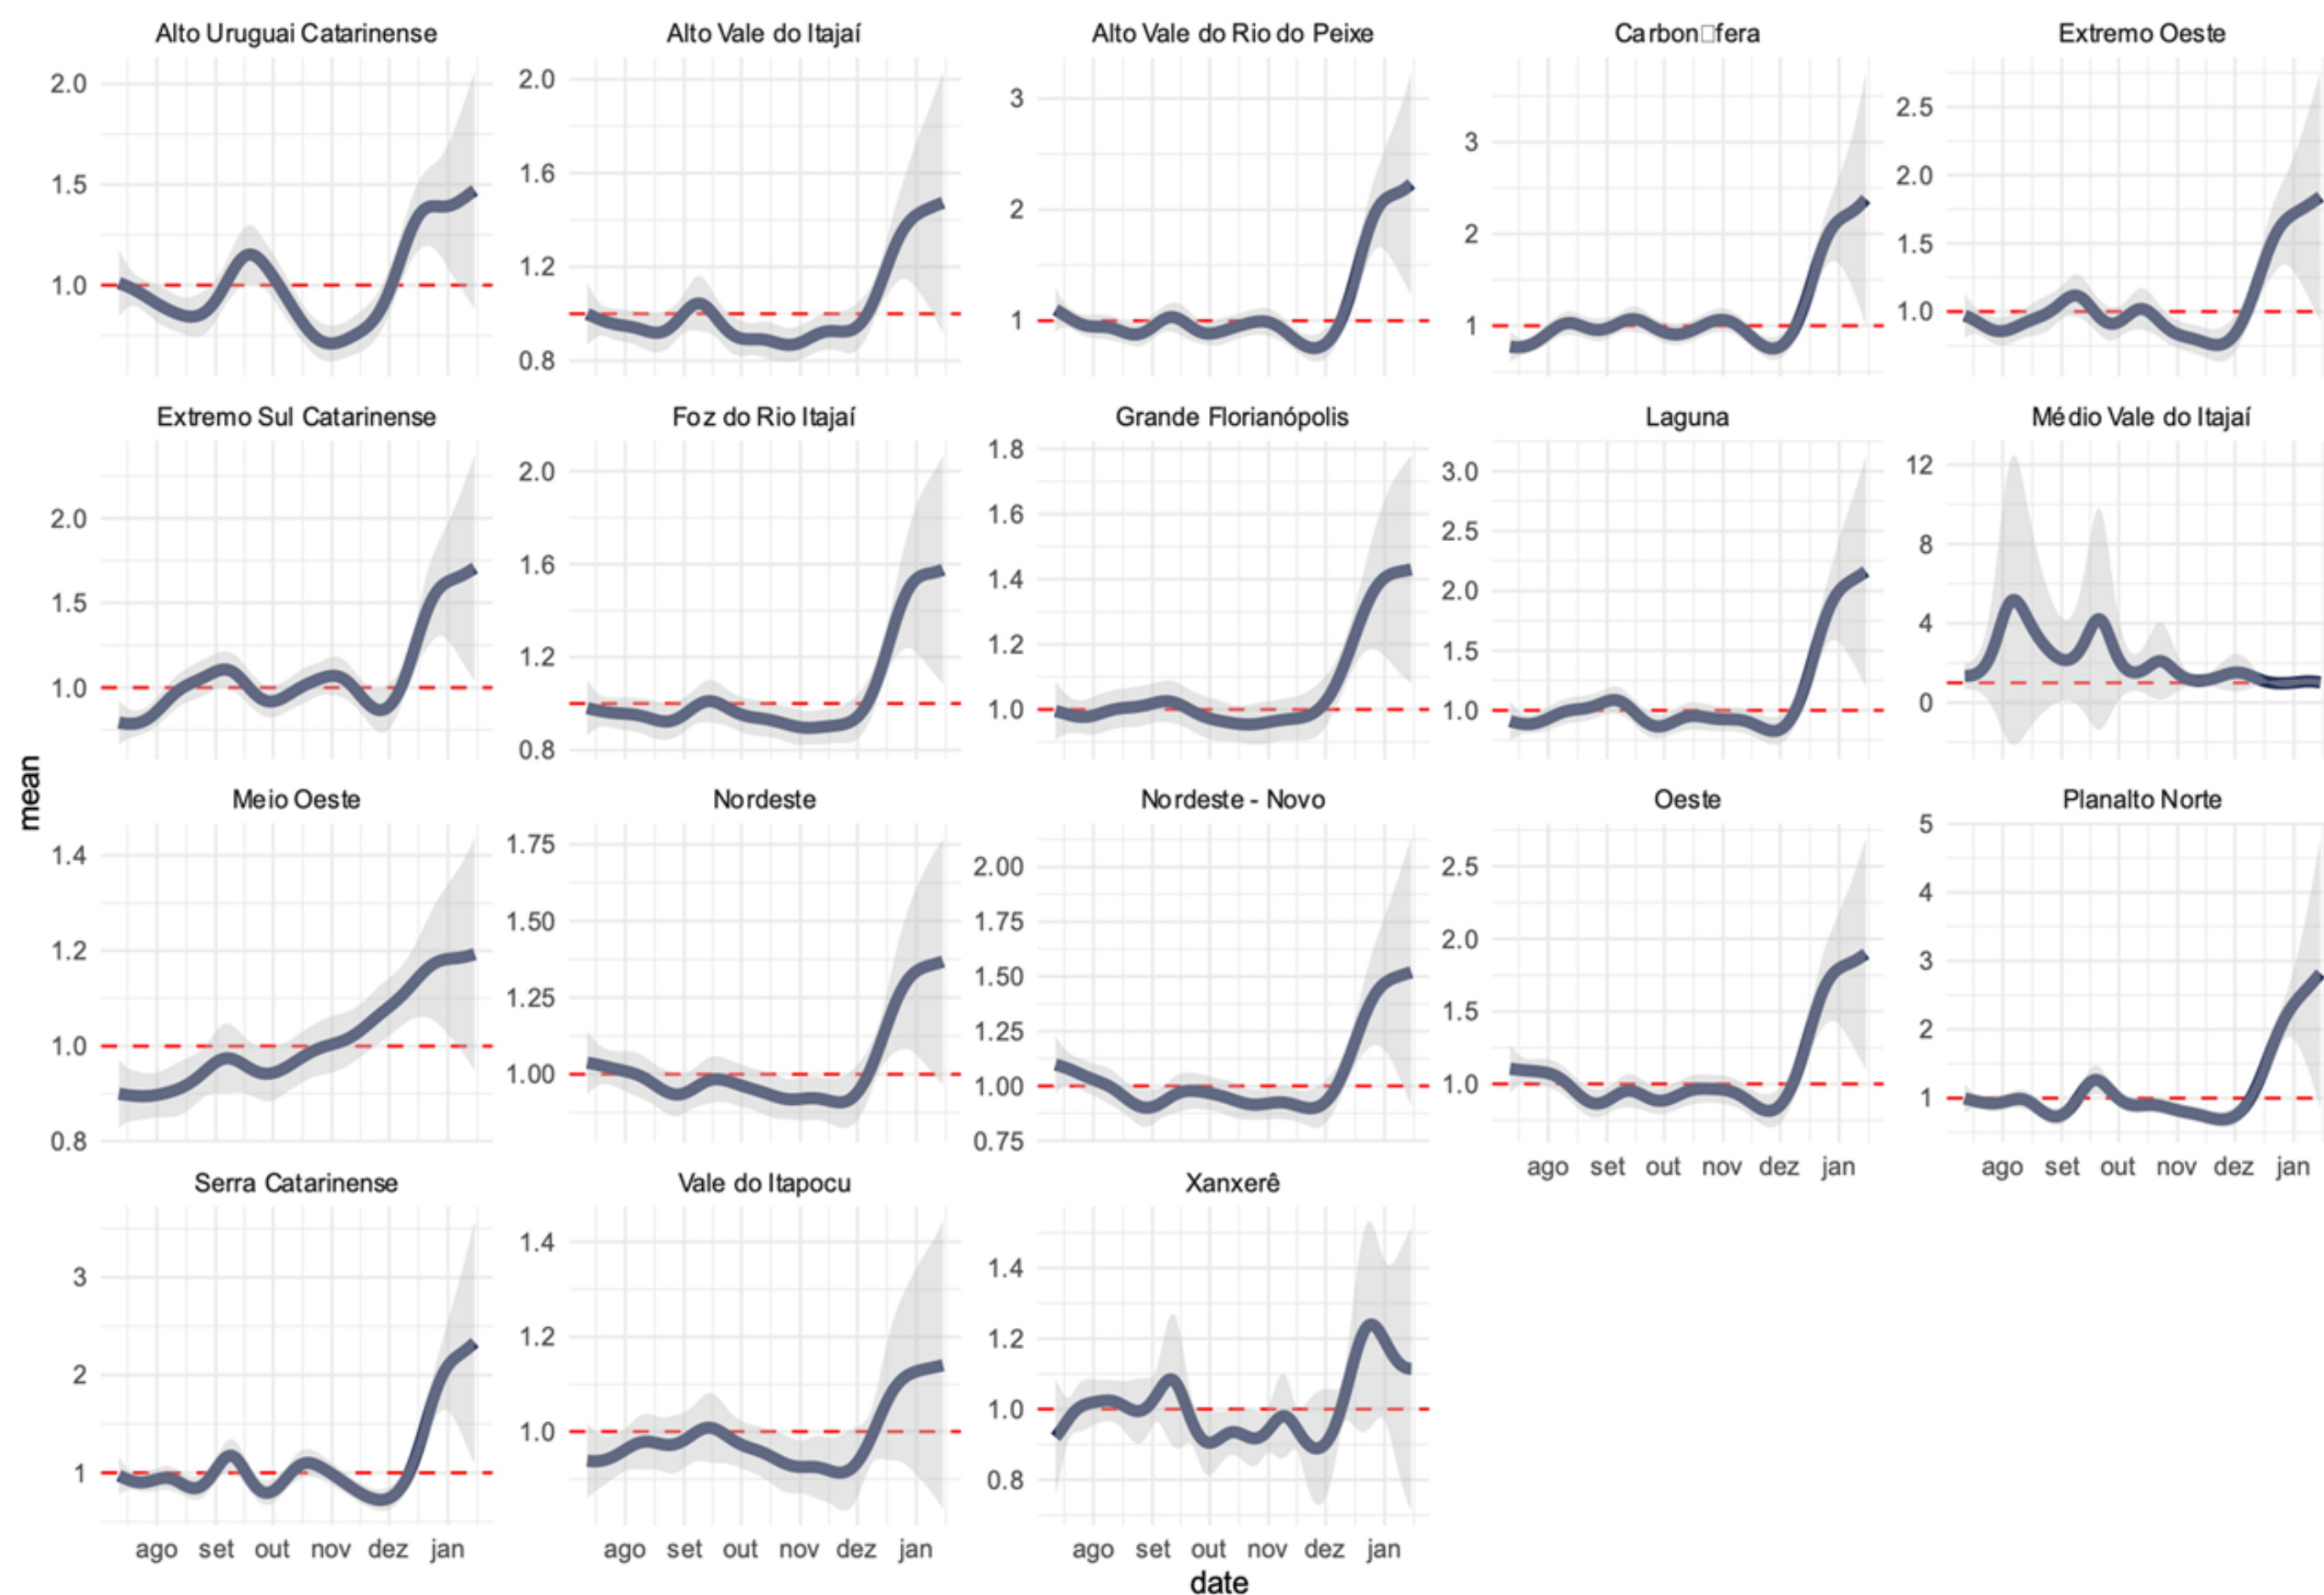 Alto Uruguai Catarinense
Alto Vale do Itajaí
Alto Vale do Rio do Peixe
Carbon□fera
Extremo Oeste
2.0
1.5
1.0
2.0
1.6
1.2
0.8
3
2
1
3
2
1
2.5
2.0
1.5
1.0
Extremo Sul Catarinense
Foz do Rio Itajaí
Grande Florianópolis
Laguna
Médio Vale do Itajaí
2.0
1.5
1.0
2.0
1.6
1.2
0.8
1.8
1.6
1.4
1.2
1.0
3.0
2.5
2.0
1.5
1.0
12
8
4
0
mean
Meio Oeste
Nordeste
Nordeste - Novo
Oeste
Planalto Norte
1.4
1.2
1.0
0.8
1.75
1.50
1.25
1.00
2.00
1.75
1.50
1.25
1.00
0.75
2.5
2.0
1.5
1.0
5
4
3
2
1
ago set out nov dez jan
ago set out nov dez jan
Serra Catarinense
Vale do Itapocu
Xanxerê
3
2
1
1.4
1.2
1.0
1.4
1.2
1.0
0.8
ago set out nov dez jan
ago set out nov dez jan
ago set out nov dez jan
date